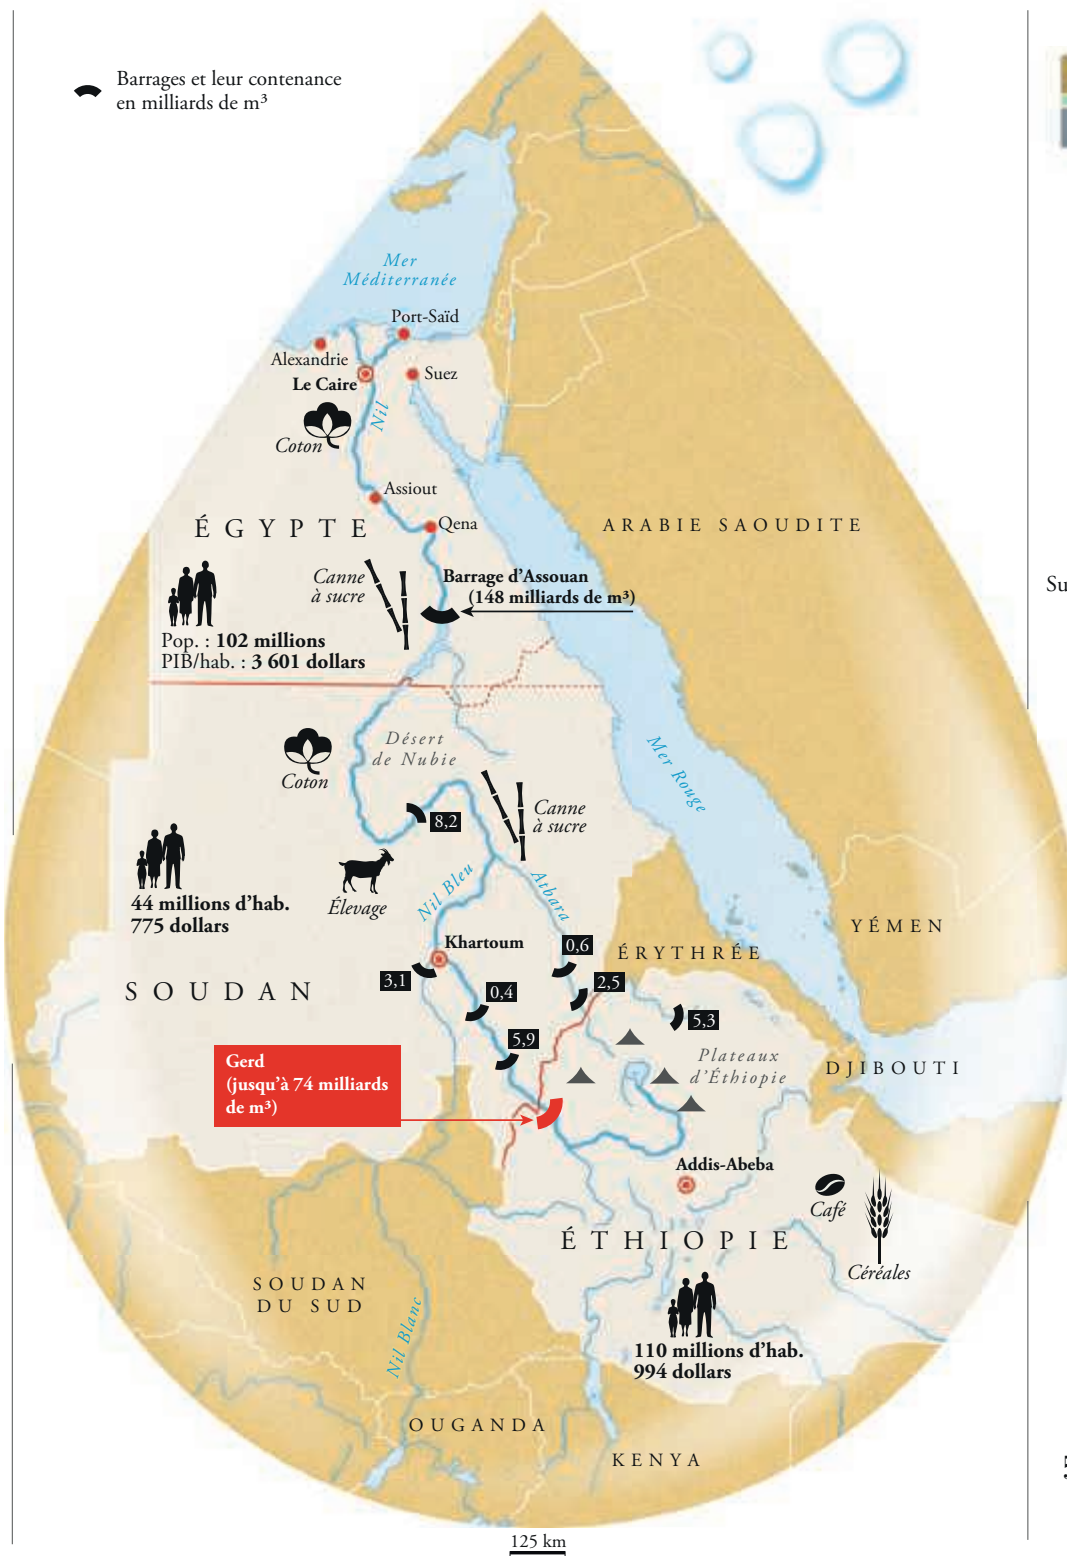 Barrages et leur contenance
en milliards de m³
Mer
Méditerranée
Port-Saïd
Alexandrie
Le Caire
Suez
Nil
Coton
Assiout
Qena
ÉGYPTE
ARABIE SAOUDITE
Canne
à sucre
Barrage d'Assouan
(148 milliards de m³)
Su
Pop. : 102 millions
PIB/hab. : 3 601 dollars
Désert
de Nubie
Coton
Mer Rouge
Canne
à sucre
8,2
44 millions d'hab.
775 dollars
Élevage
Nil Bleu
Atbara
YÉMEN
Khartoum
0,6
ÉRYTHRÉE
3,1
SOUDAN
0,4
2,5
5,3
5,9
Gerd
(jusqu'à 74 milliards
de m³)
Plateaux
d'Éthiopie
DJIBOUTI
Addis-Abeba
Café
ÉTHIOPIE
Céréales
SOUDAN
DU SUD
Nil Blanc
110 millions d'hab.
994 dollars
OUGANDA
KENYA
125 km